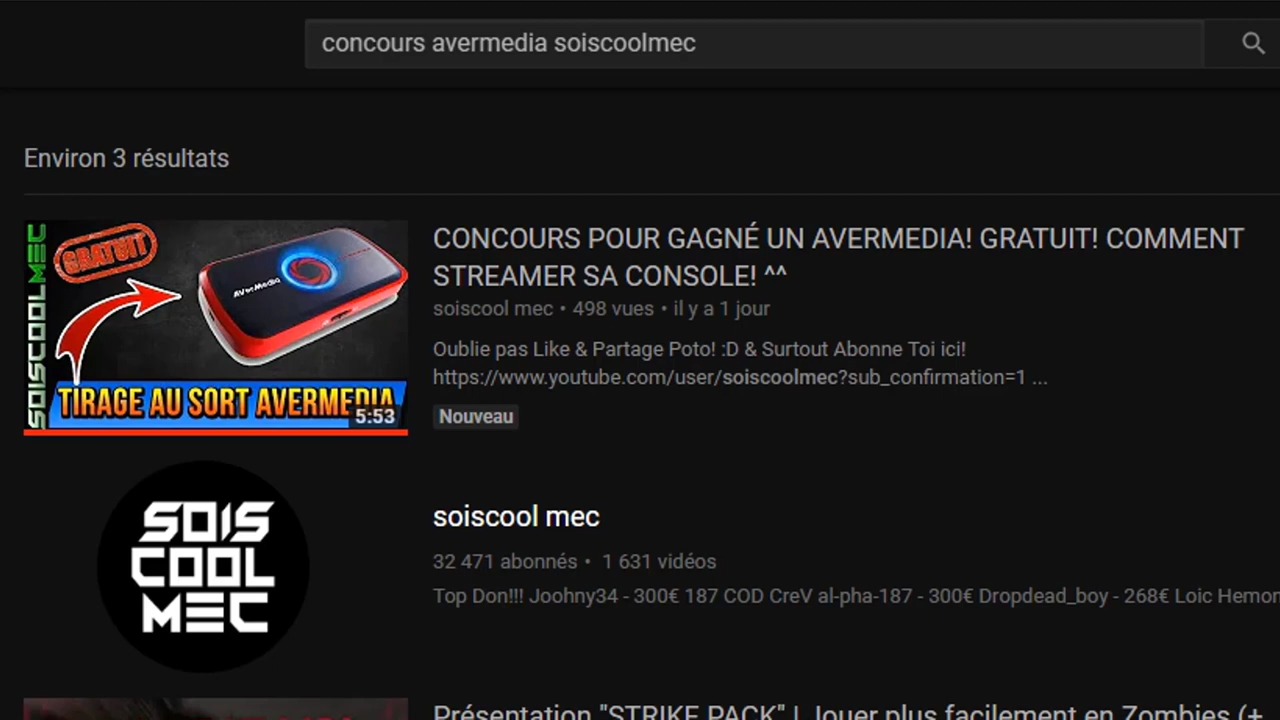 concours avermedia soiscoolmec
Environ 3 résultats
SOISCOOLMEC
GRATUIT
AVerMedia
TIRAGE AU SORT AVERMEDIA
5:53
CONCOURS POUR GAGNÉ UN AVERMEDIA! GRATUIT! COMMENT
STREAMER SA CONSOLE! ^^
soiscool mec • 498 vues • il y a 1 jour
Oublie pas Like & Partage Poto! :D & Surtout Abonne Toi ici!
https://www.youtube.com/user/soiscoolmec?sub_confirmation=1 ...
Nouveau
SOIS
COOL
MEC
soiscool mec
32 471 abonnés • 1 631 vidéos
Top Don!!! Joohny34 - 300€ 187 COD CreV al-pha-187 - 300€ Dropdead_boy - 268€ Loic Hemon
Présentation "STRIKE PACK" | Jouer plus facilement en Zombies (+